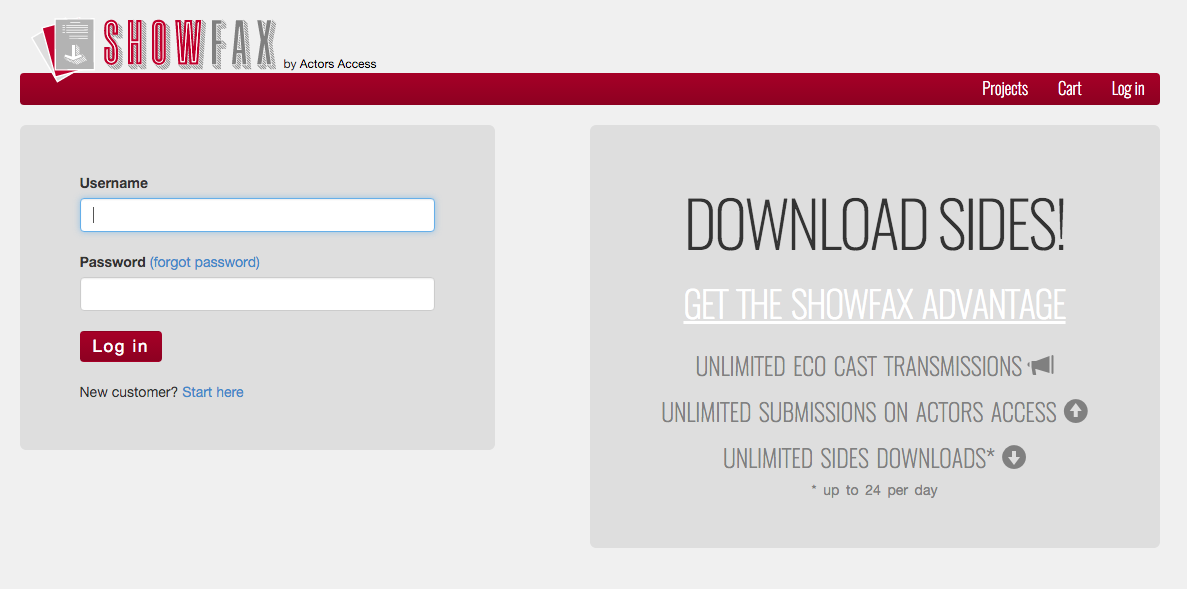 SHOWFAX by Actors Access
Projects Cart Log in
Username
Password (forgot password)
Log in
New customer? Start here
DOWNLOAD SIDES!
GET THE SHOWFAX ADVANTAGE
UNLIMITED ECO CAST TRANSMISSIONS
UNLIMITED SUBMISSIONS ON ACTORS ACCESS
UNLIMITED SIDES DOWNLOADS*
* up to 24 per day